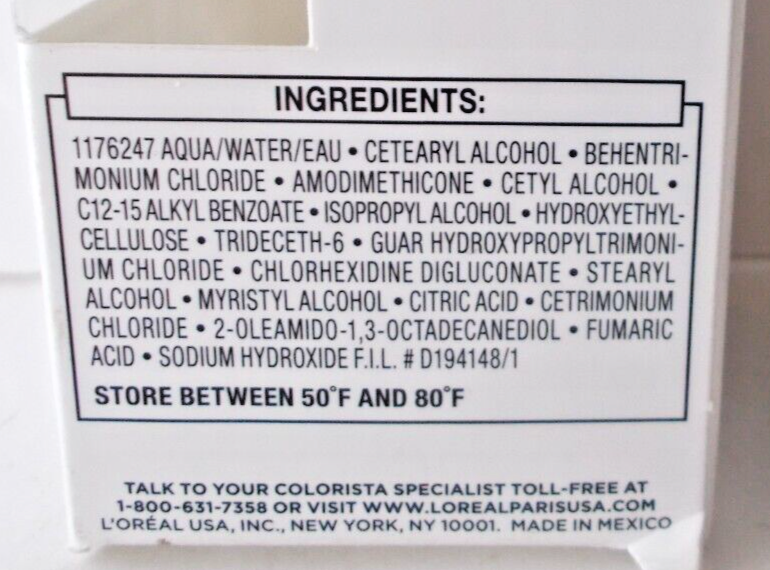 INGREDIENTS:
1176247 AQUA/WATER/EAU • CETEARYL ALCOHOL • BEHENTRI-
MONIUM CHLORIDE • AMODIMETHICONE • CETYL ALCOHOL •
C12-15 ALKYL BENZOATE • ISOPROPYL ALCOHOL • HYDROXYETHYL-
CELLULOSE • TRIDECETH-6 • GUAR HYDROXYPROPYLTRIMONI-
UM CHLORIDE • CHLORHEXIDINE DIGLUCONATE • STEARYL
ALCOHOL • MYRISTYL ALCOHOL • CITRIC ACID • CETRIMONIUM
CHLORIDE • 2-OLEAMIDO-1,3-OCTADECANEDIOL • FUMARIC
ACID • SODIUM HYDROXIDE F.I.L. # D194148/1
STORE BETWEEN 50°F AND 80°F
TALK TO YOUR COLORISTA SPECIALIST TOLL-FREE AT
1-800-631-7358 OR VISIT WWW.LOREALPARISUSA.COM
L'ORÉAL USA, INC., NEW YORK, NY 10001. MADE IN MEXICO